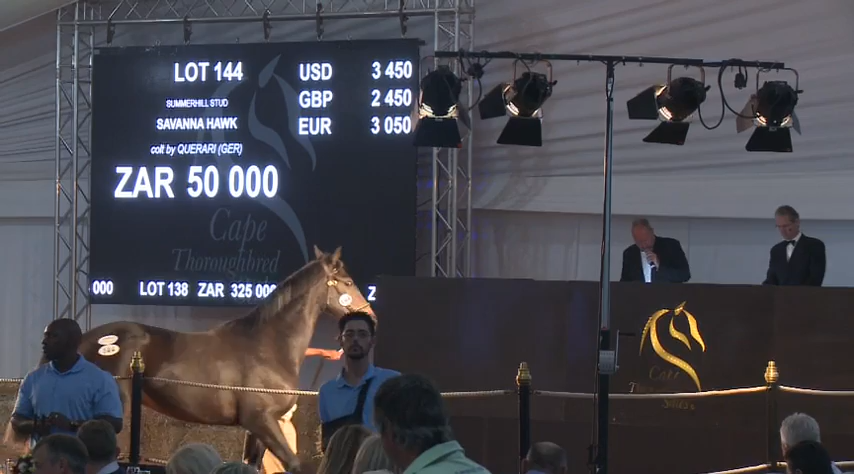 LOT 144
USD 3 450
SUMMERHILL STUD
GBP 2 450
SAVANNA HAWK
EUR 3 050
colt by QUERARI (GER)
ZAR 50 000
Cape
Thoroughbred
000 LOT 138 ZAR 325 000
Cape